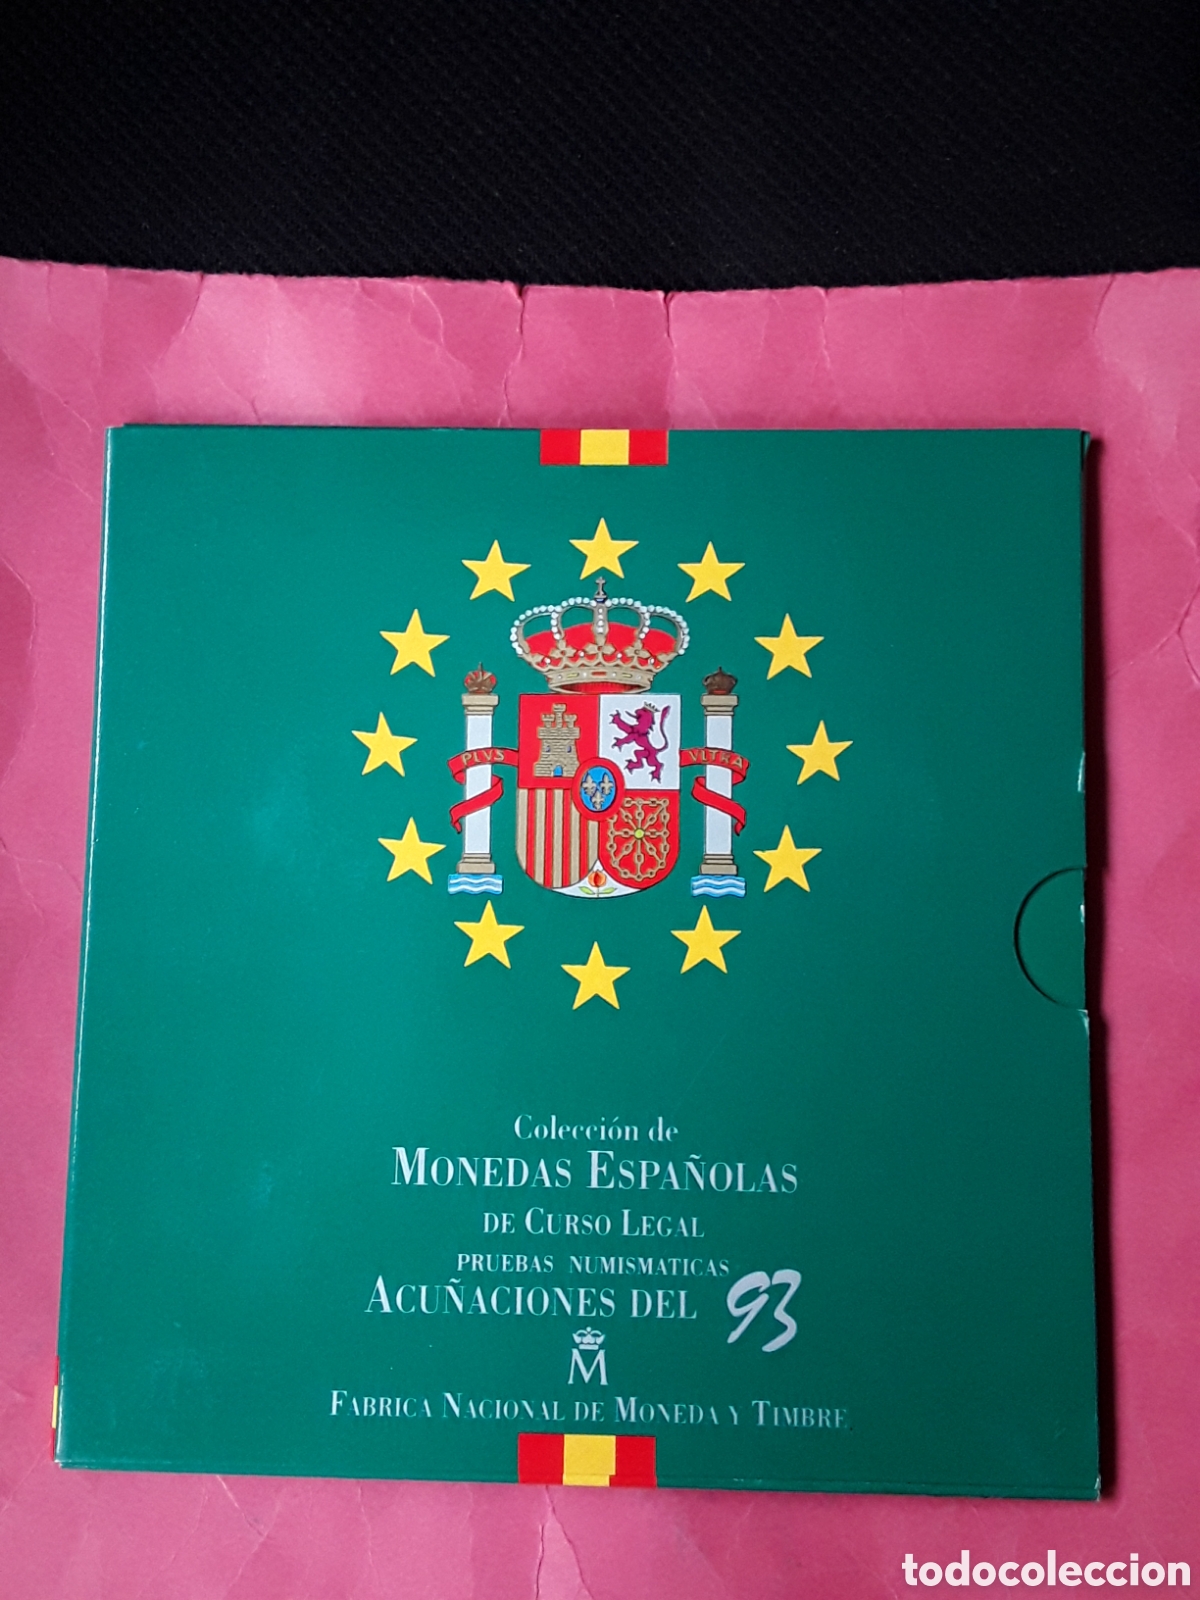 PLVS
VLTRA
Colección de
MONEDAS ESPAÑOLAS
DE CURSO LEGAL
PRUEBAS NUMISMATICAS
ACUÑACIONES DEL 93
M
FABRICA NACIONAL DE MONEDA Y TIMBRE
todocoleccion